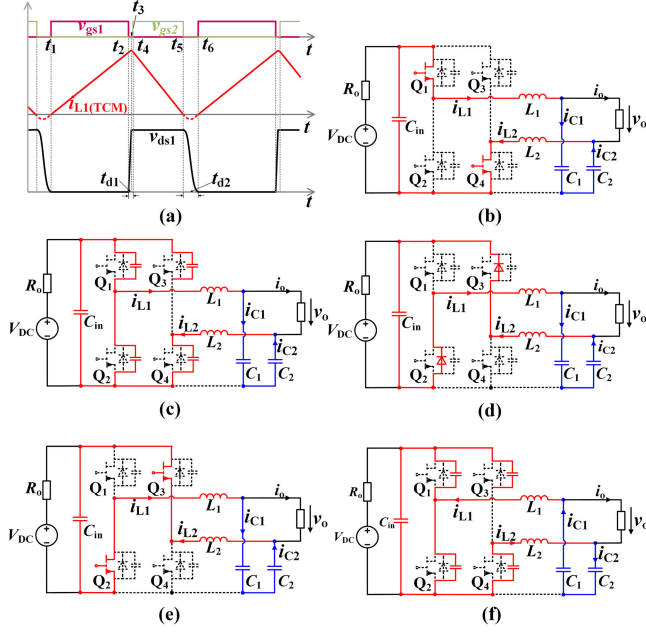 t3
vgs1 vgs2
t1 t2 t4 t5 t6 t
iL1(TCM)
t
vds1
td1 td2
t
(a)
Q1 Q3
Ro Cin iL1 L1 io
iC1
VDC iL2 iC2 vo
L2
Q2 Q4 C1 C2
(b)
Q1 Q3
Ro iL1 L1 io
VDC Cin iL2 iC1 vo
L2 iC2
Q2 Q4 C1 C2
(c)
Q1 Q3
Ro iL1 L1 io
VDC Cin iL2 iC1 vo
L2 iC2
Q2 Q4 C1 C2
(d)
Q1 Q3
Ro iL1 L1 io
VDC Cin iL2 iC1 vo
L2 iC2
Q2 Q4 C1 C2
(e)
Q1 Q3
Ro iL1 L1 io
VDC Cin iL2 iC1 vo
L2 iC2
Q2 Q4 C1 C2
(f)